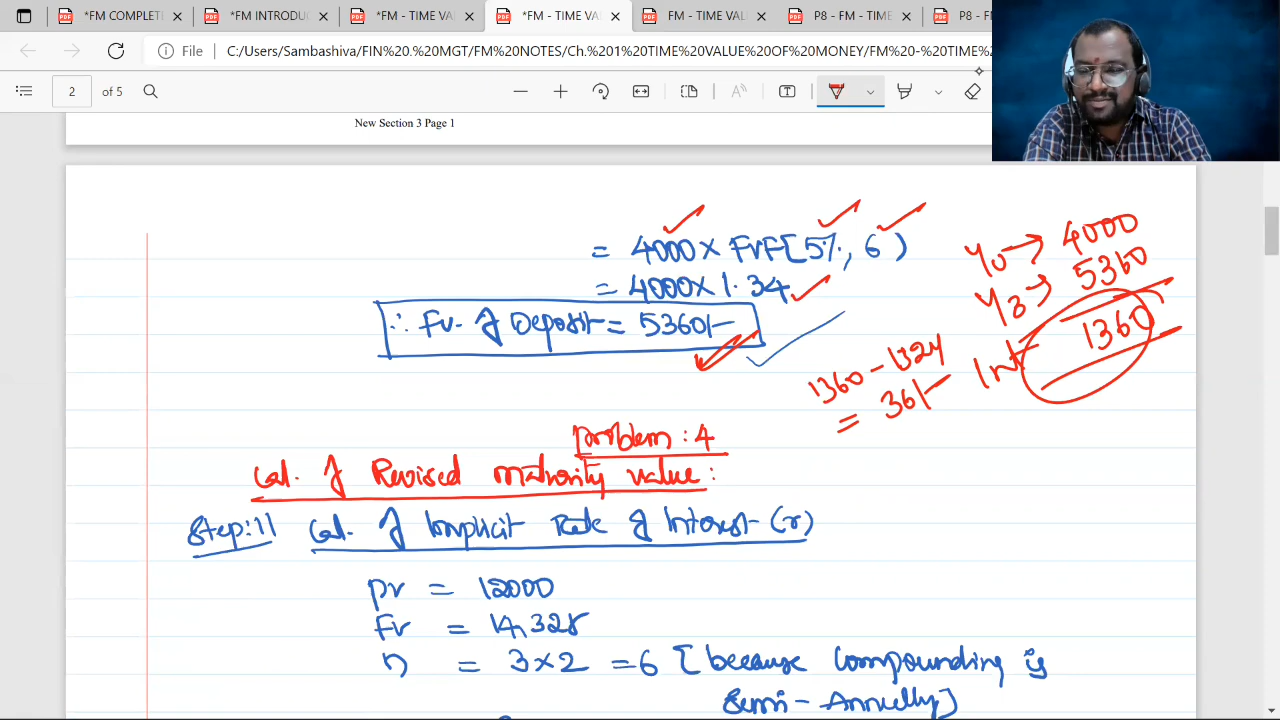 *FM COMPLETE
*FM INTRODU
*FM - TIME VA
*FM - TIME VA
FM - TIME VAL
P8 - FM - TIME
P8 - FM
File C:/Users/Sambashiva/FIN%20.%20MGT/FM%20NOTES/Ch.%201%20TIME%20VALUE%20OF%20MONEY/FM%20-%20TIME%2
2 of 5
New Section 3 Page 1
= 4000 × FVF[5%, 6)
= 4000 × 1.34
∴ Fv. of Deposit = 5360/-
Y0 → 4000
Y3 → 5360
Int 1360
1360 - 1324
= 36/-
problem : 4
Cal. of Revised maturity value :
Step:1) Cal. of Implicit Rate of Interest (r)
pv = 12000
Fv = 14,328
n = 3×2 = 6 [because compounding is
Semi - Annually]